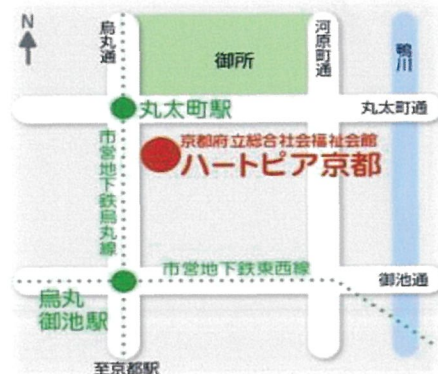 N
烏丸通
御所
河原町通
鴨川
丸太町駅
丸太町通
市営地下鉄烏丸線
京都府立総合社会福祉会館
ハートピア京都
市営地下鉄東西線
御池通
烏丸
御池駅
至京都駅